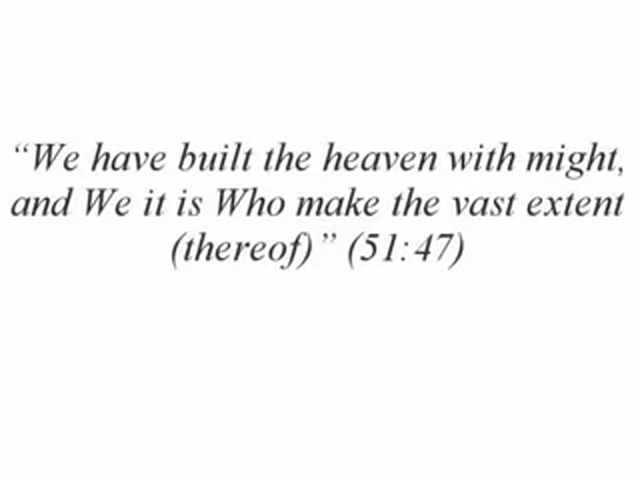 “We have built the heaven with might,
and We it is Who make the vast extent
(thereof) ” (51:47)